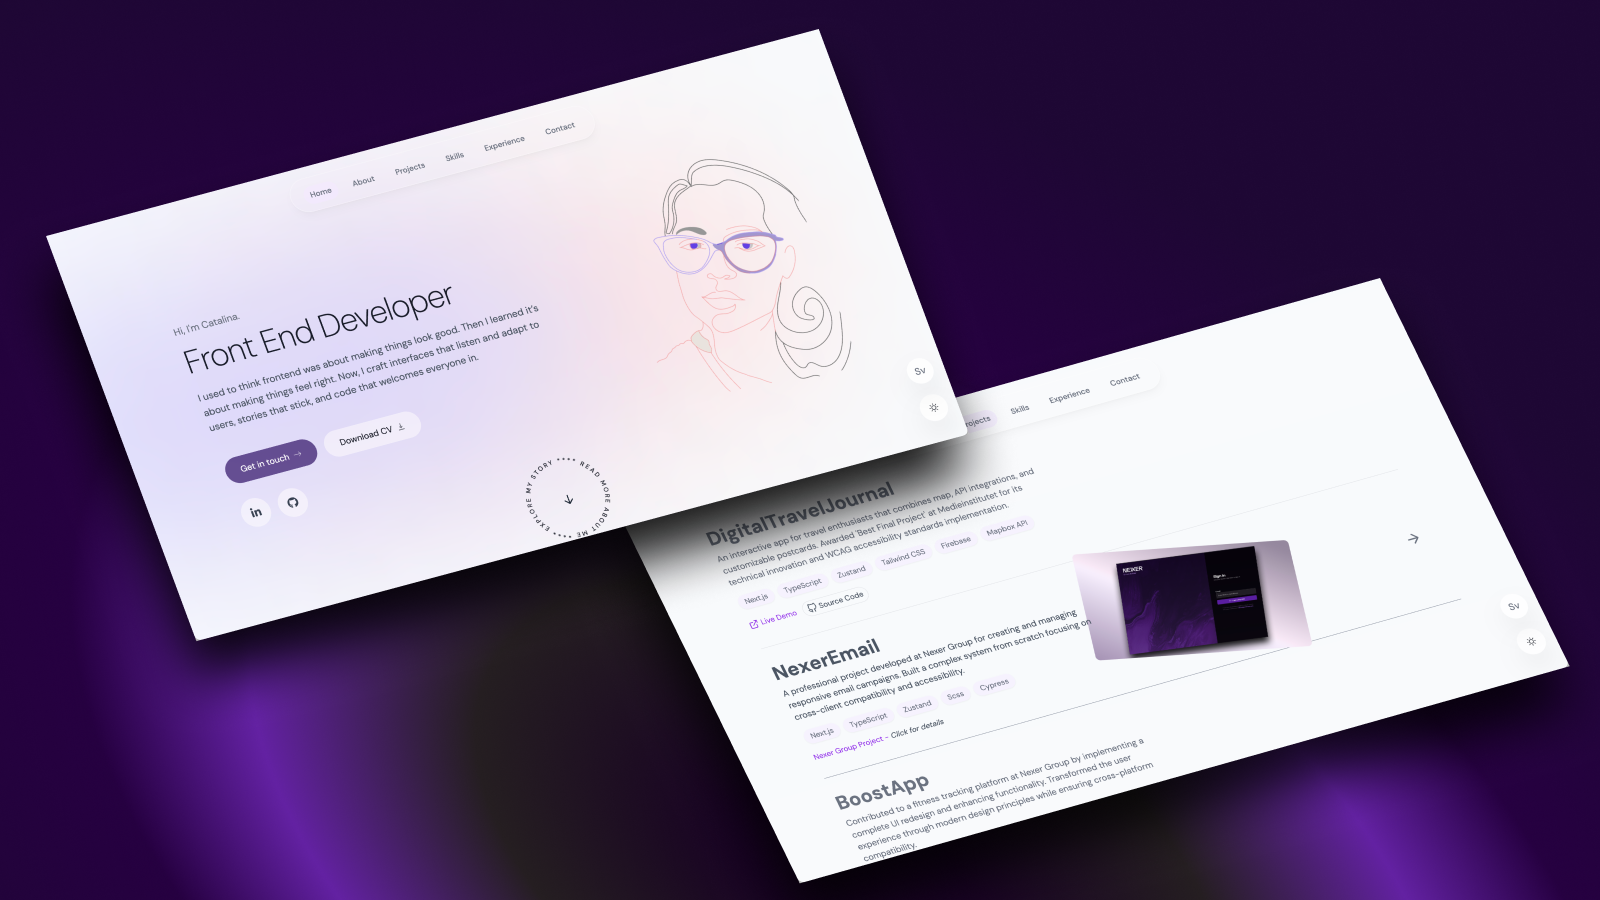 Home
About
Projects
Skills
Experience
Contact
Hi, I'm Catalina.
Front End Developer
I used to think frontend was about making things look good. Then I learned it's
about making things feel right. Now, I craft interfaces that listen and adapt to
users, stories that stick, and code that welcomes everyone in.
Get in touch →
Download CV
in
READ MORE ABOUT ME •••• EXPLORE MY STORY ••••
Sv
rojects
Skills
Experience
Contact
DigitalTravelJournal
An interactive app for travel enthusiasts that combines map, API integrations, and
customizable postcards. Awarded 'Best Final Project' at Medieinstitutet for its
technical innovation and WCAG accessibility standards implementation.
Next.js
TypeScript
Zustand
Tailwind CSS
Firebase
Mapbox API
Live Demo
Source Code
NexerEmail
A professional project developed at Nexer Group for creating and managing
responsive email campaigns. Built a complex system from scratch focusing on
cross-client compatibility and accessibility.
Next.js
TypeScript
Zustand
Scss
Cypress
Nexer Group Project - Click for details
NEXER
Sign in
BoostApp
Contributed to a fitness tracking platform at Nexer Group by implementing a
complete UI redesign and enhancing functionality. Transformed the user
experience through modern design principles while ensuring cross-platform
compatibility.
Sv